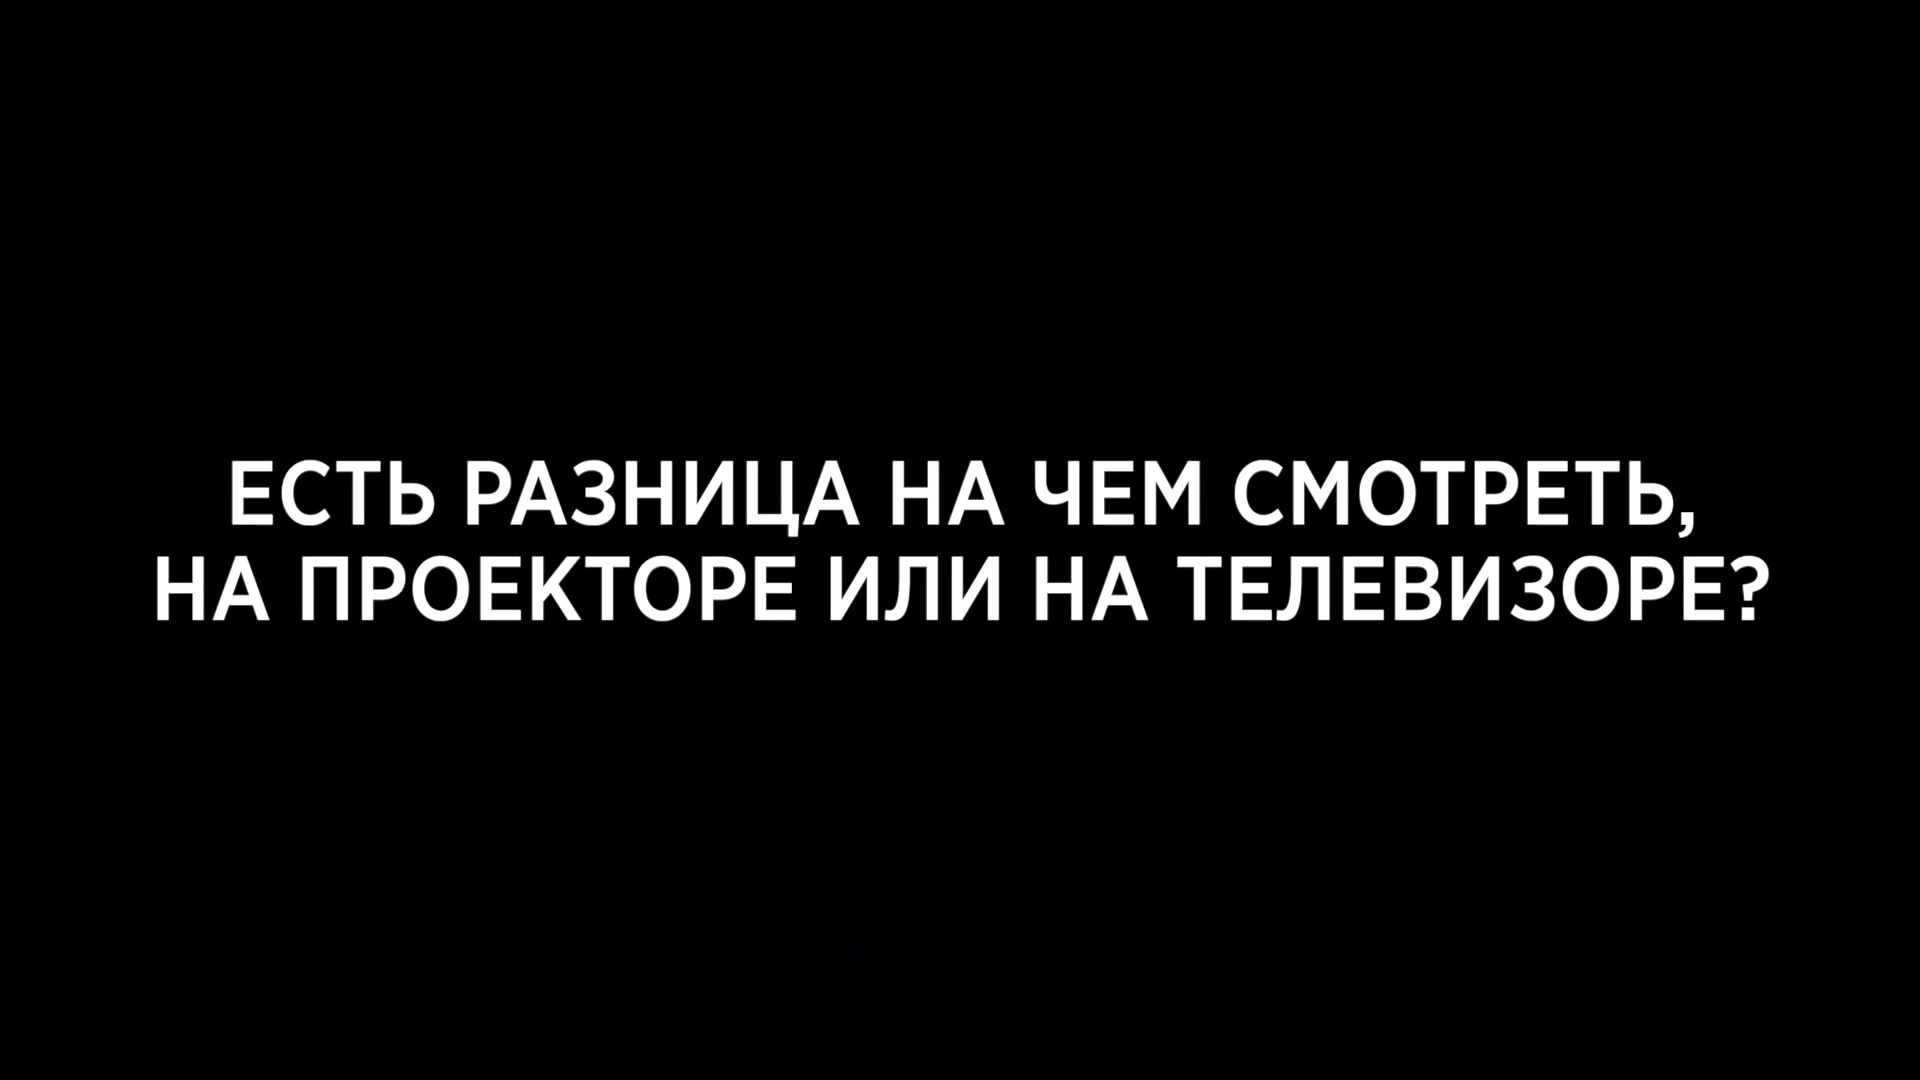 ЕСТЬ РАЗНИЦА НА ЧЕМ СМОТРЕТЬ,
НА ПРОЕКТОРЕ ИЛИ НА ТЕЛЕВИЗОРЕ?